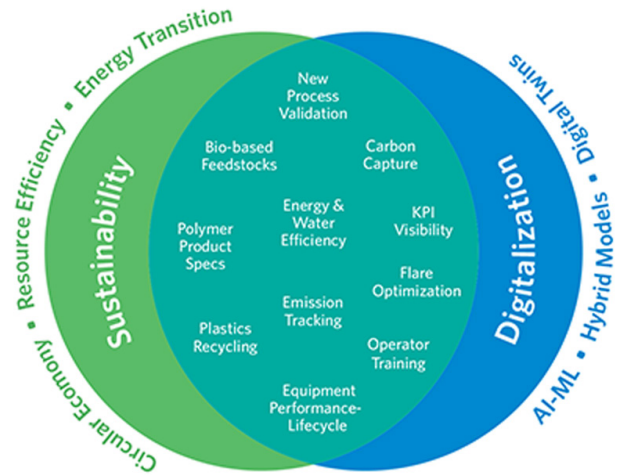 Circular Ecomony ▪ Resource Efficiency ▪ Energy Transition
Sustainability
New
Process
Validation
Bio-based
Feedstocks
Carbon
Capture
Energy &
Water
Efficiency
Polymer
Product
Specs
KPI
Visibility
Flare
Optimization
Emission
Tracking
Plastics
Recycling
Operator
Training
Equipment
Performance-
Lifecycle
Digitalization
AI-ML ▪ Hybrid Models ▪ Digital Twins